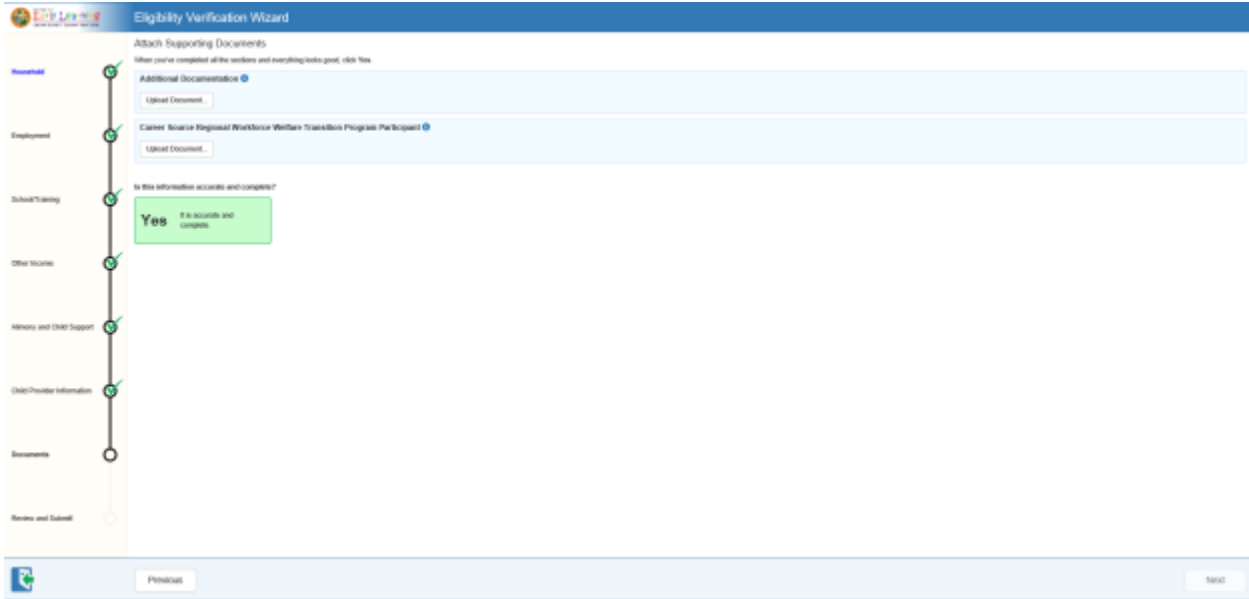 Early Learning
Eligibility Verification Wizard
Attach Supporting Documents
When you've completed all the sections and everything looks good, click Yes.
Household
Additional Documentation
Upload Document...
Employment
Career Source Regional Workforce Welfare Transition Program Participant
Upload Document...
School/Training
Is this information accurate and complete?
Yes
It is accurate and
complete.
Other Income
Alimony and Child Support
Child Provider Information
Documents
Review and Submit
Previous
Next